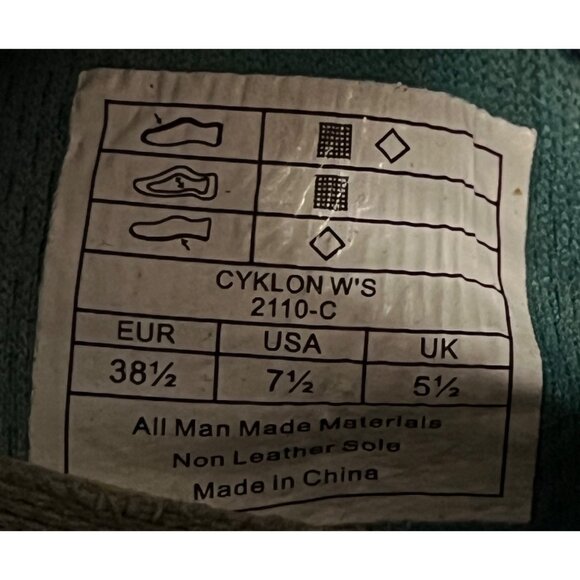 CYKLON W'S
2110-C
EUR USA UK
38½ 7½ 5½
All Man Made Materials
Non Leather Sole
Made in China